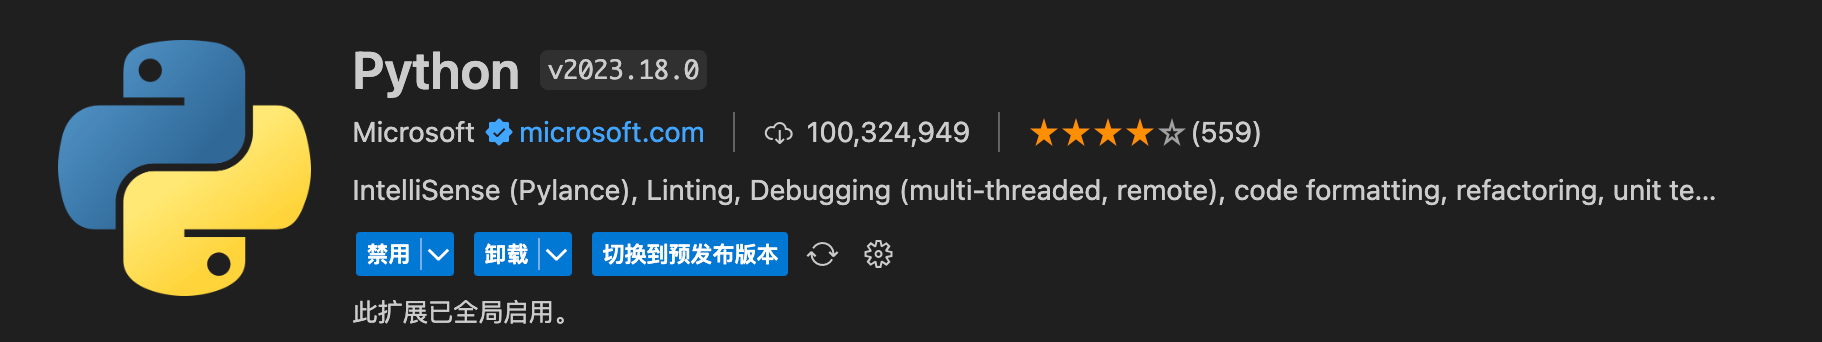 Python v2023.18.0
Microsoft microsoft.com 100,324,949 (559)
IntelliSense (Pylance), Linting, Debugging (multi-threaded, remote), code formatting, refactoring, unit te...
禁用 卸载 切换到预发布版本
此扩展已全局启用。